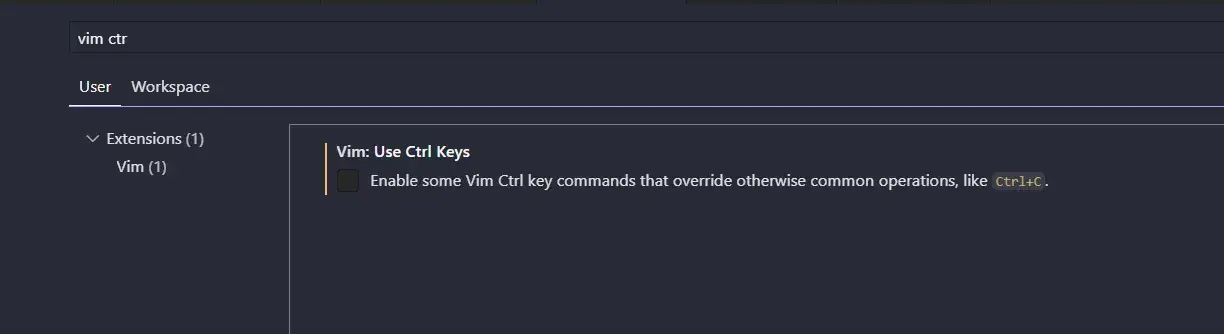 vim ctr
User Workspace
Extensions (1)
Vim (1)
Vim: Use Ctrl Keys
Enable some Vim Ctrl key commands that override otherwise common operations, like Ctrl+C.